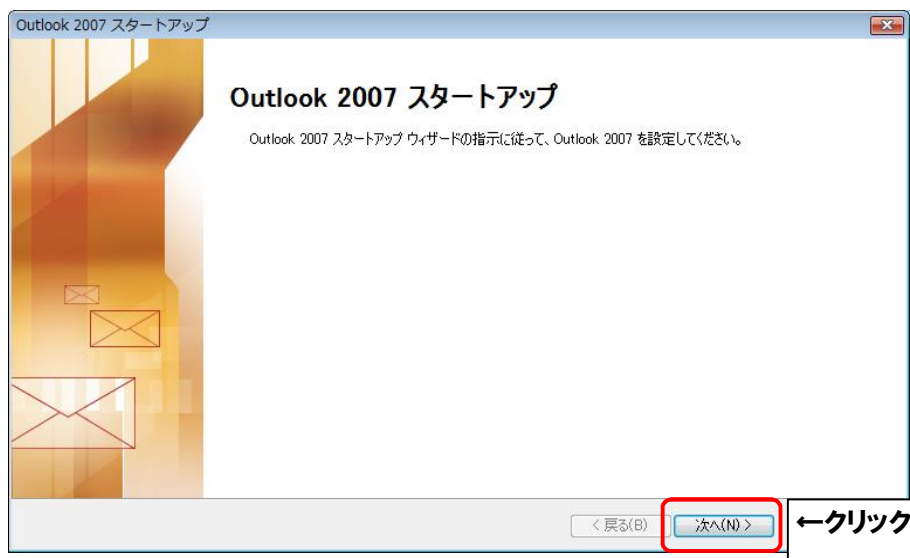 Outlook 2007 スタートアップ
Outlook 2007 スタートアップ
Outlook 2007 スタートアップ ウィザードの指示に従って、Outlook 2007 を設定してください。
< 戻る(B)
次へ(N) >
←クリック